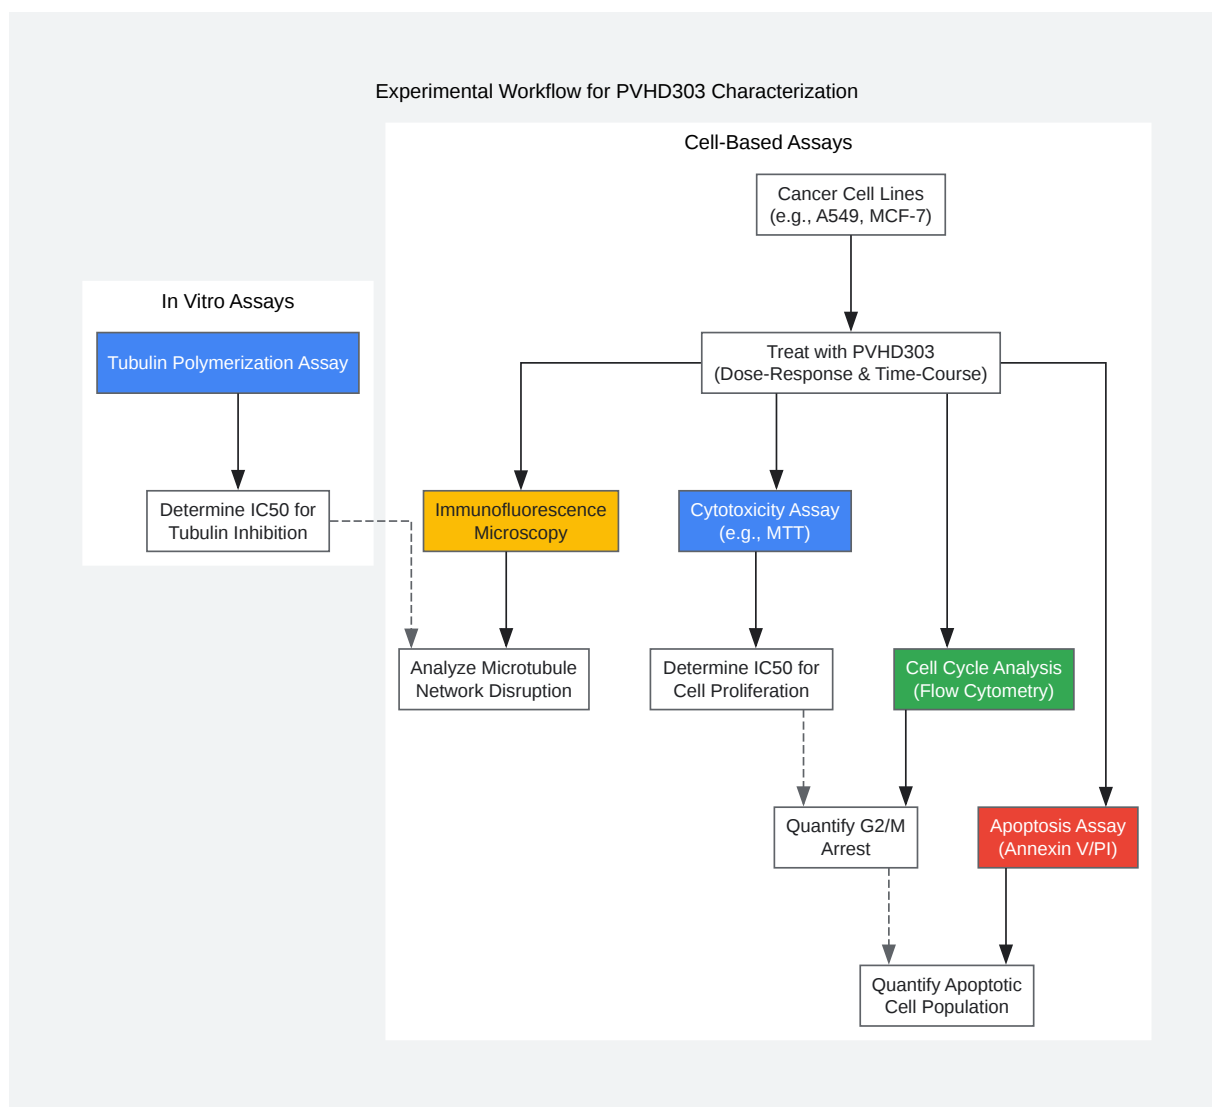 Experimental Workflow for PVHD303 Characterization
Cell-Based Assays
Cancer Cell Lines
(e.g., A549, MCF-7)
In Vitro Assays
Tubulin Polymerization Assay
Treat with PVHD303
(Dose-Response & Time-Course)
Determine IC50 for
Tubulin Inhibition
Immunofluorescence
Microscopy
Cytotoxicity Assay
(e.g., MTT)
Analyze Microtubule
Network Disruption
Determine IC50 for
Cell Proliferation
Cell Cycle Analysis
(Flow Cytometry)
Quantify G2/M
Arrest
Apoptosis Assay
(Annexin V/PI)
Quantify Apoptotic
Cell Population